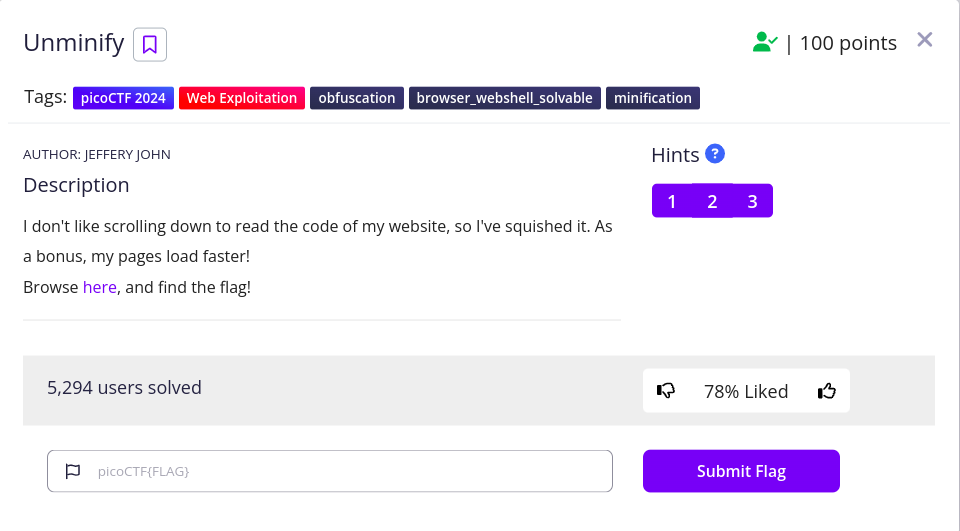 Unminify
| 100 points
Tags: picoCTF 2024 Web Exploitation obfuscation browser_webshell_solvable minification
AUTHOR: JEFFERY JOHN
Description
I don't like scrolling down to read the code of my website, so I've squished it. As
a bonus, my pages load faster!
Browse here, and find the flag!
Hints ?
1 2 3
5,294 users solved
78% Liked
picoCTF{FLAG}
Submit Flag